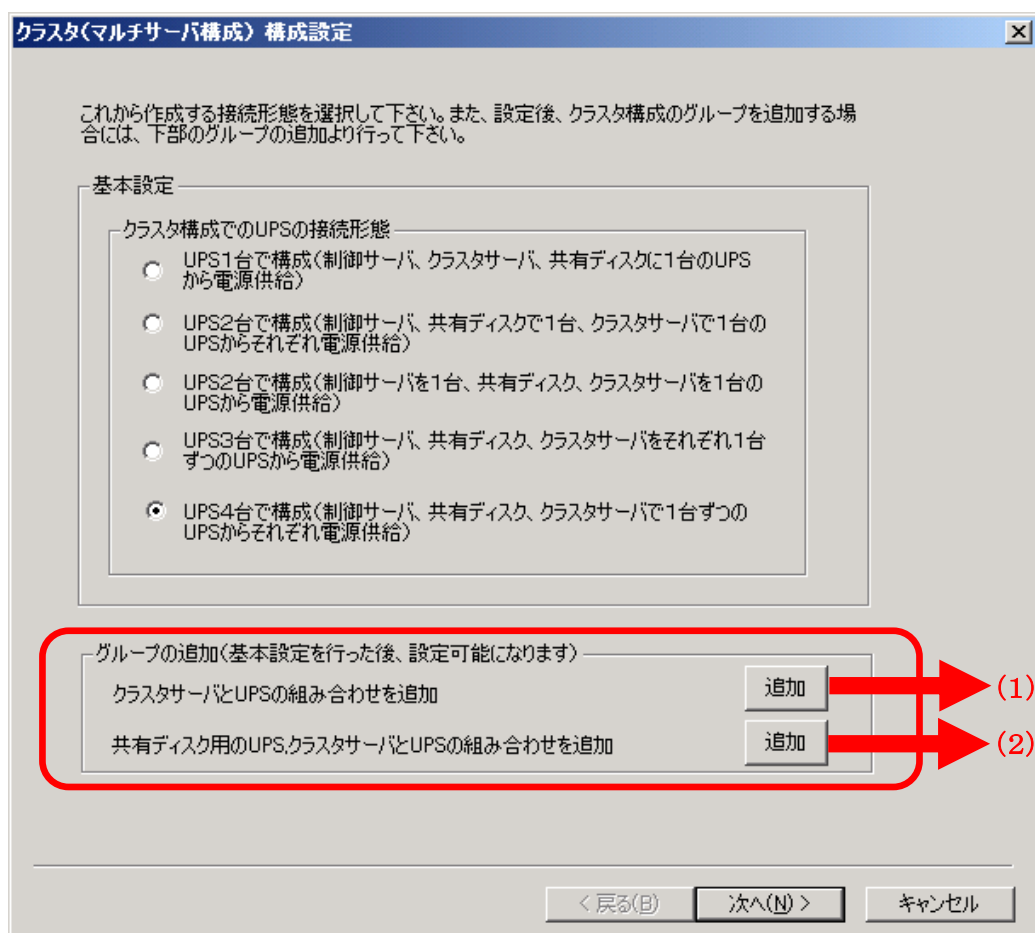 クラスタ(マルチサーバ構成) 構成設定
これから作成する接続形態を選択して下さい。また、設定後、クラスタ構成のグループを追加する場
合には、下部のグループの追加より行って下さい。
基本設定
クラスタ構成でのUPSの接続形態
UPS1台で構成(制御サーバ、クラスタサーバ、共有ディスクに1台のUPS
から電源供給)
UPS2台で構成(制御サーバ、共有ディスクで1台、クラスタサーバで1台の
UPSからそれぞれ電源供給)
UPS2台で構成(制御サーバを1台、共有ディスク、クラスタサーバを1台の
UPSから電源供給)
UPS3台で構成(制御サーバ、共有ディスク、クラスタサーバをそれぞれ1台
ずつのUPSから電源供給)
UPS4台で構成(制御サーバ、共有ディスク、クラスタサーバで1台ずつの
UPSからそれぞれ電源供給)
グループの追加(基本設定を行った後、設定可能になります)
クラスタサーバとUPSの組み合わせを追加 追加 (1)
共有ディスク用のUPS,クラスタサーバとUPSの組み合わせを追加 追加 (2)
< 戻る(B) 次へ(N) > キャンセル